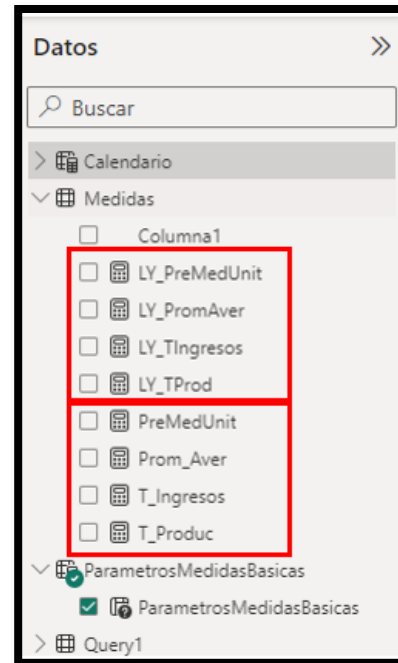 Datos
Buscar
Calendario
Medidas
Columna1
LY_PreMedUnit
LY_PromAver
LY_TIngresos
LY_TProd
PreMedUnit
Prom_Aver
T_Ingresos
T_Produc
ParametrosMedidasBasicas
ParametrosMedidasBasicas
Query1